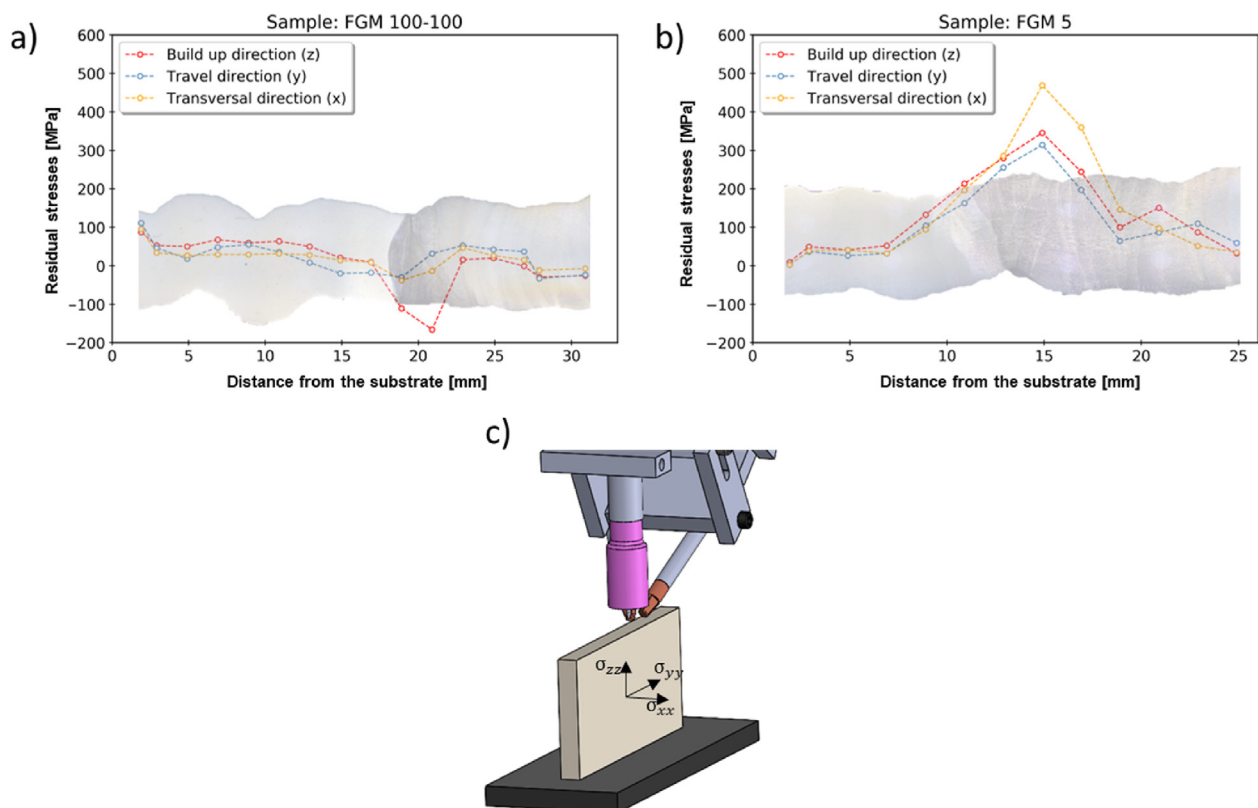 a)
Sample: FGM 100-100
600
500
400
300
200
100
0
−100
−200
Residual stresses [MPa]
Build up direction (z)
Travel direction (y)
Transversal direction (x)
0 5 10 15 20 25 30
Distance from the substrate [mm]
b)
Sample: FGM 5
600
500
400
300
200
100
0
−100
−200
Residual stresses [MPa]
Build up direction (z)
Travel direction (y)
Transversal direction (x)
0 5 10 15 20 25
Distance from the substrate [mm]
c)
σzz
σyy
σxx